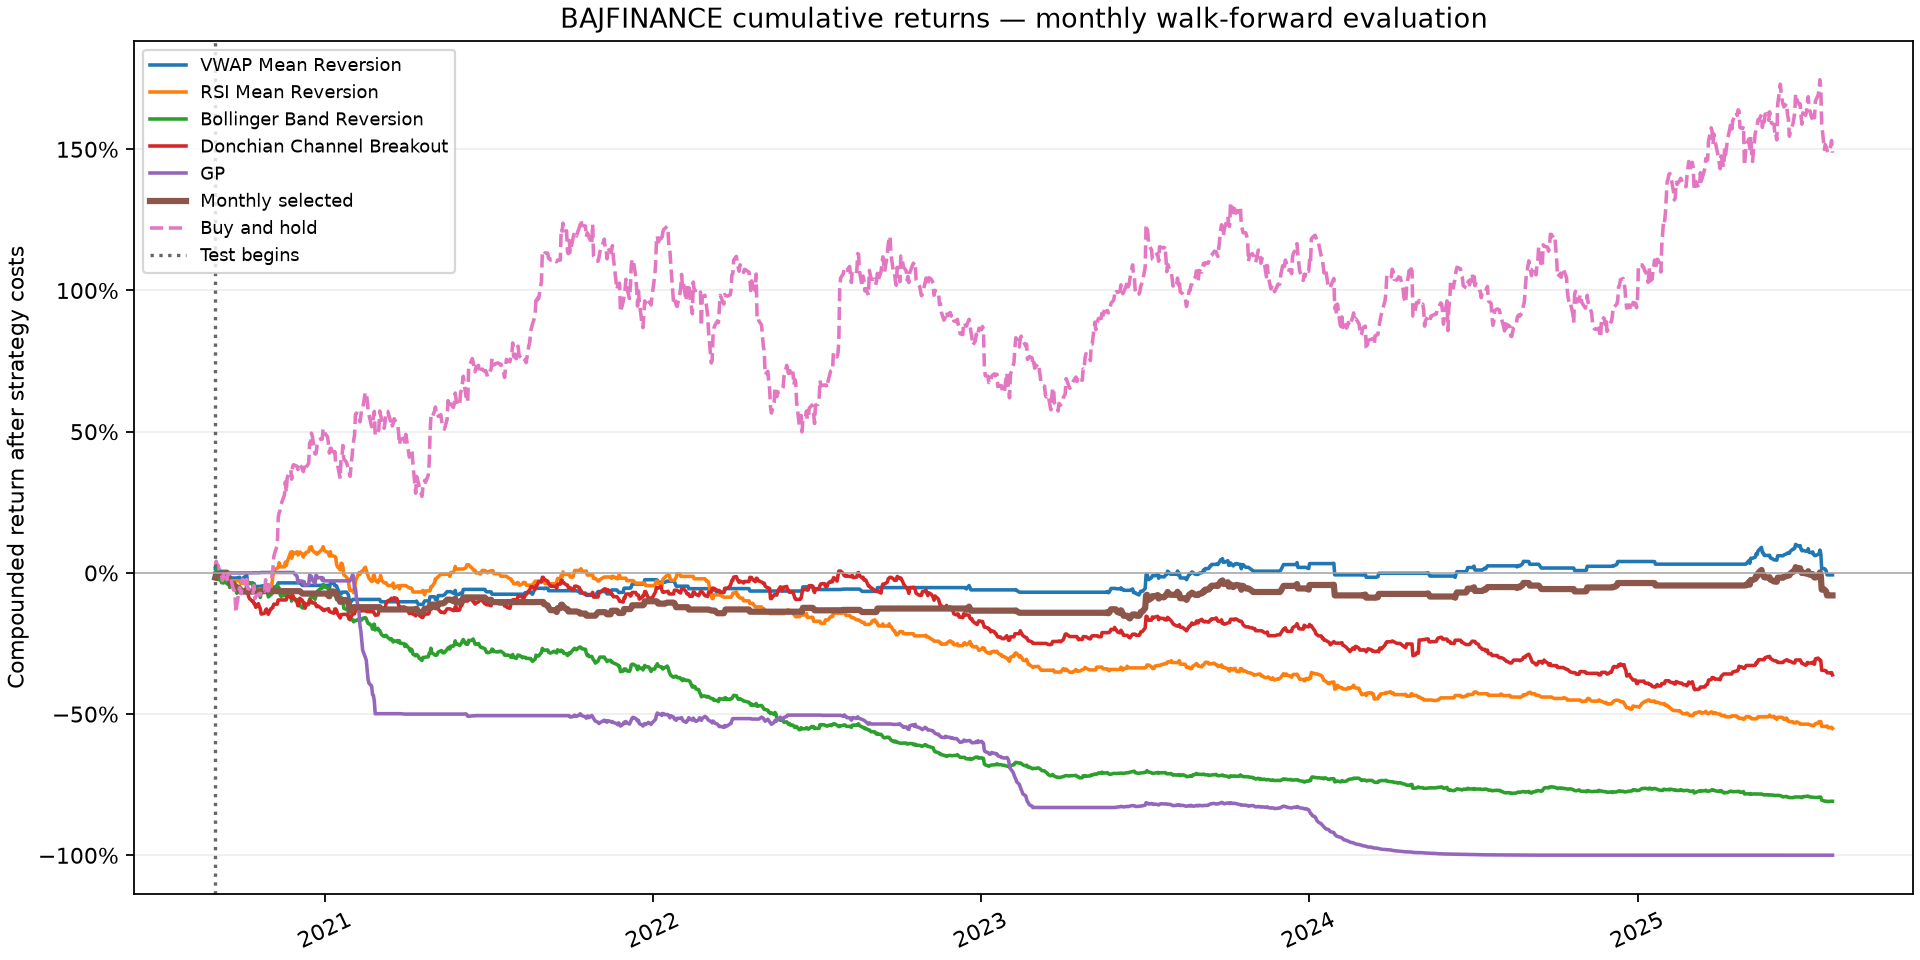 BAJFINANCE cumulative returns — monthly walk-forward evaluation
Compounded return after strategy costs
VWAP Mean Reversion
RSI Mean Reversion
Bollinger Band Reversion
Donchian Channel Breakout
GP
Monthly selected
Buy and hold
Test begins
150%
100%
50%
0%
−50%
−100%
2021
2022
2023
2024
2025